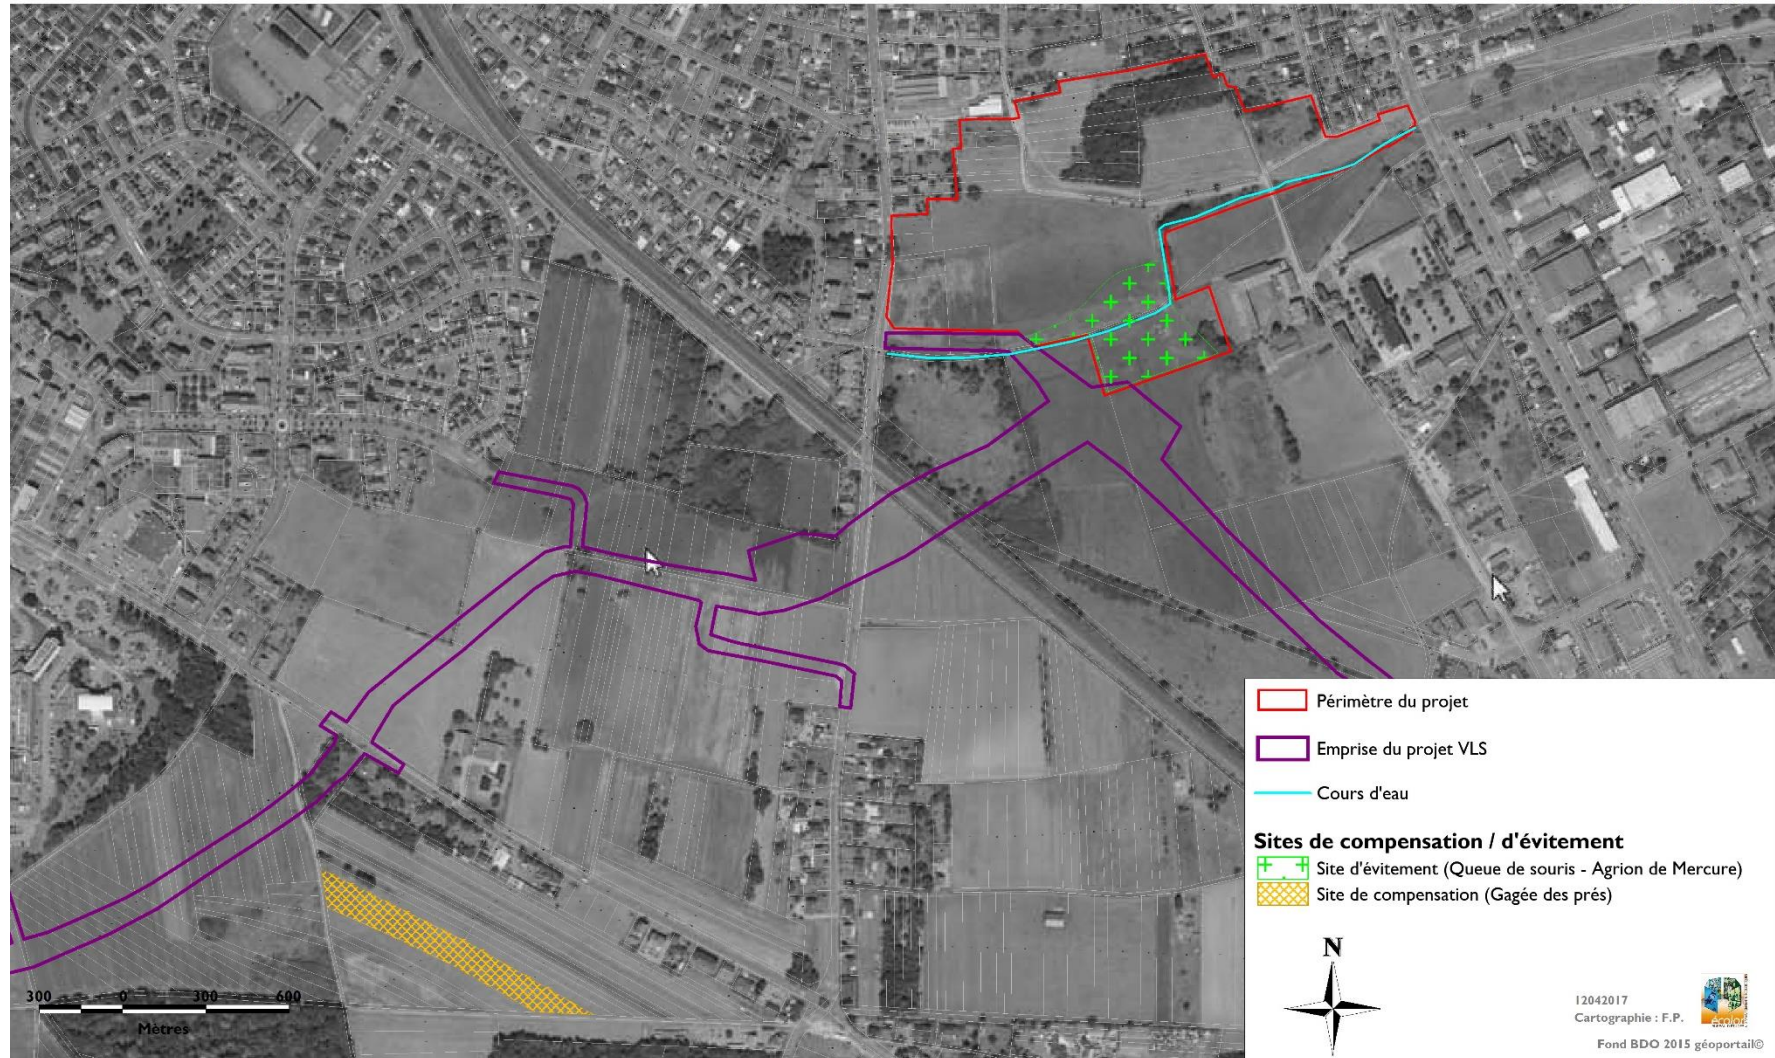 Périmètre du projet
Emprise du projet VLS
Cours d'eau
Sites de compensation / d'évitement
Site d'évitement (Queue de souris - Agrion de Mercure)
Site de compensation (Gagée des prés)
300 0 300 600
Mètres
N
12042017
Cartographie : F.P.
écolor
Fond BDO 2015 géoportail©